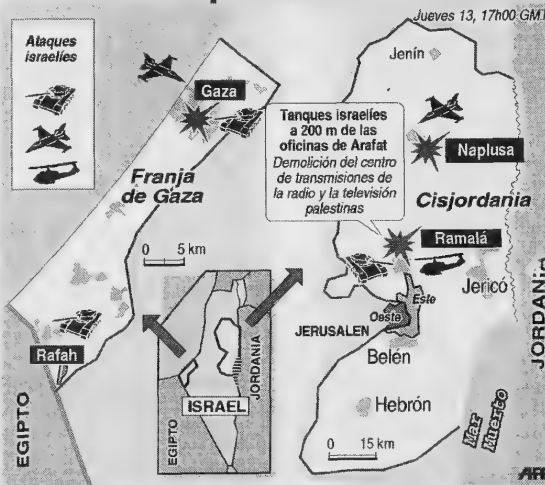 Jueves 13, 17h00 GMT
Ataques
israelíes
Gaza
Franja
de Gaza
0 5 km
Rafah
EGIPTO
Jenín
Tanques israelíes
a 200 m de las
oficinas de Arafat
Demolición del centro
de transmisiones de
la radio y la televisión
palestinas
Naplusa
Cisjordania
Ramalá
Jericó
Este
Oeste
JERUSALEN
Belén
Hebrón
0 15 km
Mar
Muerto
JORDANIA
ISRAEL
EGIPTO
JORDANIA